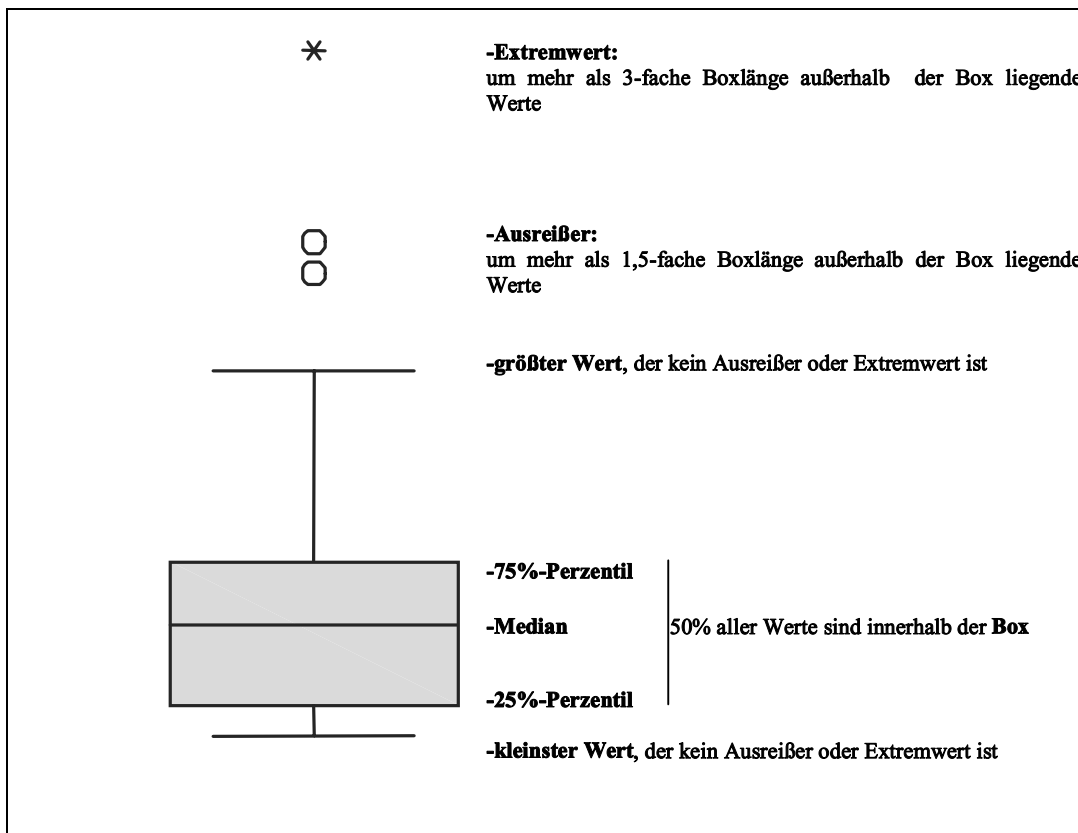 -Extremwert:
um mehr als 3-fache Boxlänge außerhalb der Box liegende
Werte
-Ausreißer:
um mehr als 1,5-fache Boxlänge außerhalb der Box liegende
Werte
-größter Wert, der kein Ausreißer oder Extremwert ist
-75%-Perzentil
-Median
50% aller Werte sind innerhalb der Box
-25%-Perzentil
-kleinster Wert, der kein Ausreißer oder Extremwert ist